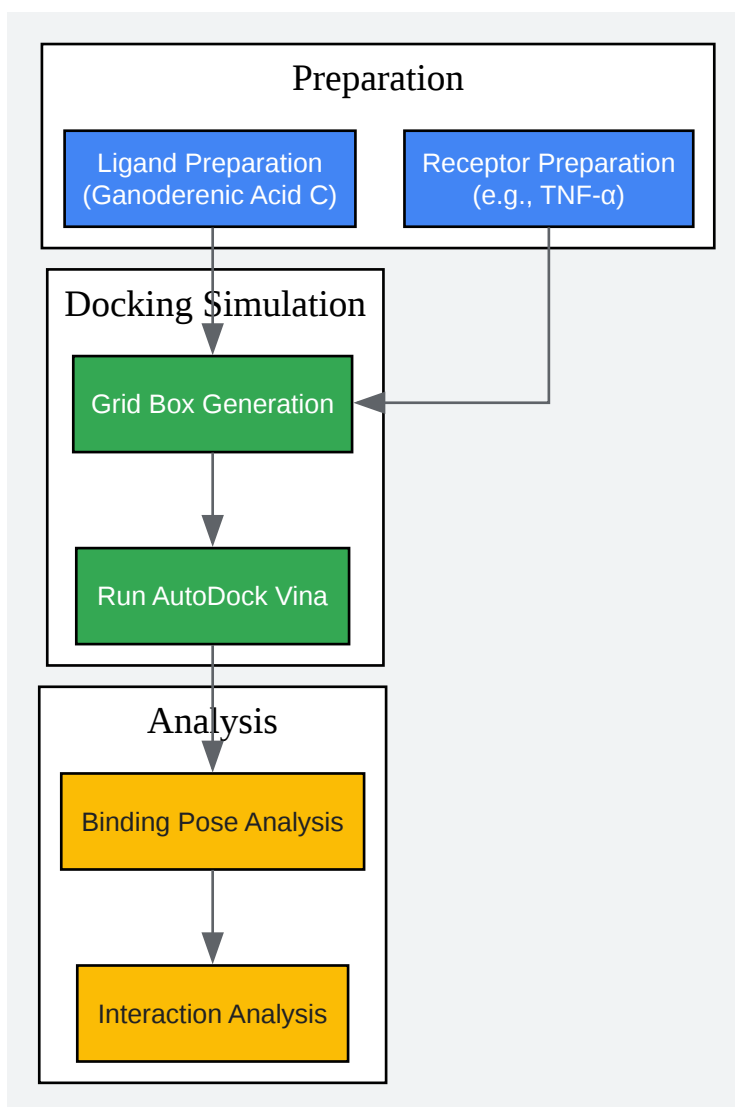 Preparation
Ligand Preparation
(Ganoderenic Acid C)
Receptor Preparation
(e.g., TNF-α)
Docking Simulation
Grid Box Generation
Run AutoDock Vina
Analysis
Binding Pose Analysis
Interaction Analysis